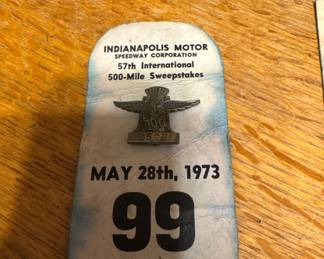 INDIANAPOLIS MOTOR
SPEEDWAY CORPORATION
57th International
500-Mile Sweepstakes
MAY 28th, 1973
99